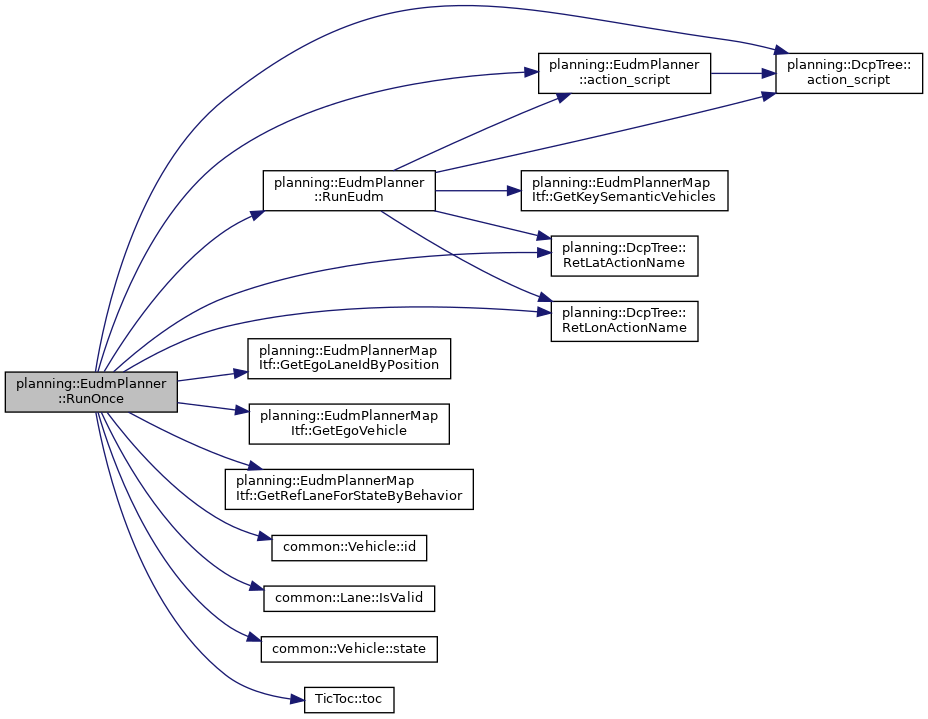 planning::EudmPlanner
::RunOnce
planning::EudmPlanner
::action_script
planning::DcpTree::
action_script
planning::EudmPlanner
::RunEudm
planning::EudmPlannerMap
Itf::GetKeySemanticVehicles
planning::DcpTree::
RetLatActionName
planning::DcpTree::
RetLonActionName
planning::EudmPlannerMap
Itf::GetEgoLaneIdByPosition
planning::EudmPlannerMap
Itf::GetEgoVehicle
planning::EudmPlannerMap
Itf::GetRefLaneForStateByBehavior
common::Vehicle::id
common::Lane::IsValid
common::Vehicle::state
TicToc::toc